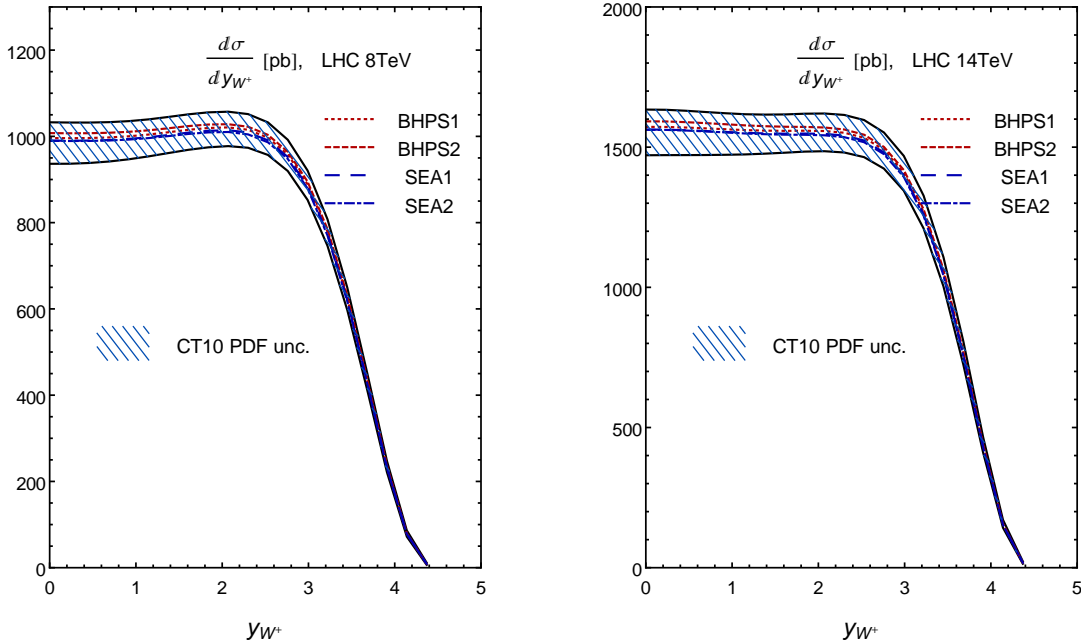 dσ
dy_{W^+} [pb], LHC 8TeV
1200
1000
800
600
400
200
0
BHPS1
BHPS2
SEA1
SEA2
CT10 PDF unc.
0 1 2 3 4 5
y_{W^+}
dσ
dy_{W^+} [pb], LHC 14TeV
2000
1500
1000
500
0
BHPS1
BHPS2
SEA1
SEA2
CT10 PDF unc.
0 1 2 3 4 5
y_{W^+}